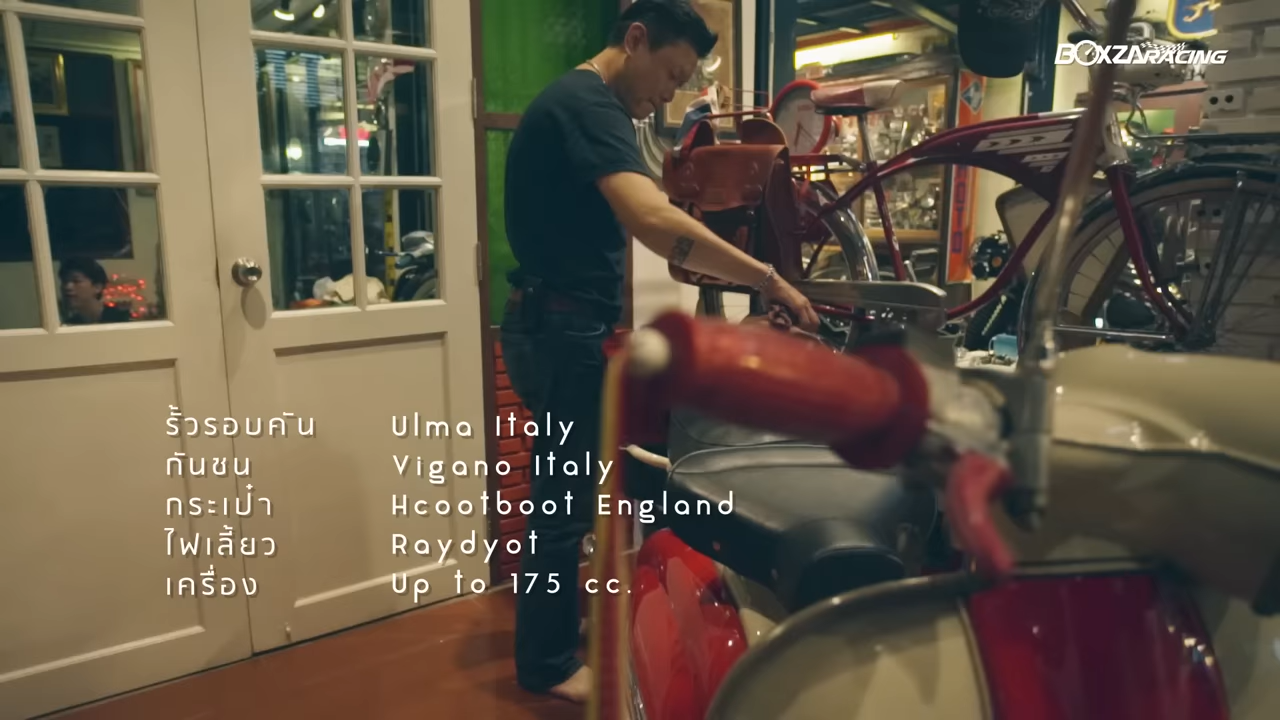 BOXZA RACING
รั้วรอบคัน Ulma Italy
กันชน Vigano Italy
กระเป๋า Hcootboot England
ไฟเลี้ยว Raydyot
เครื่อง Up to 175 cc.